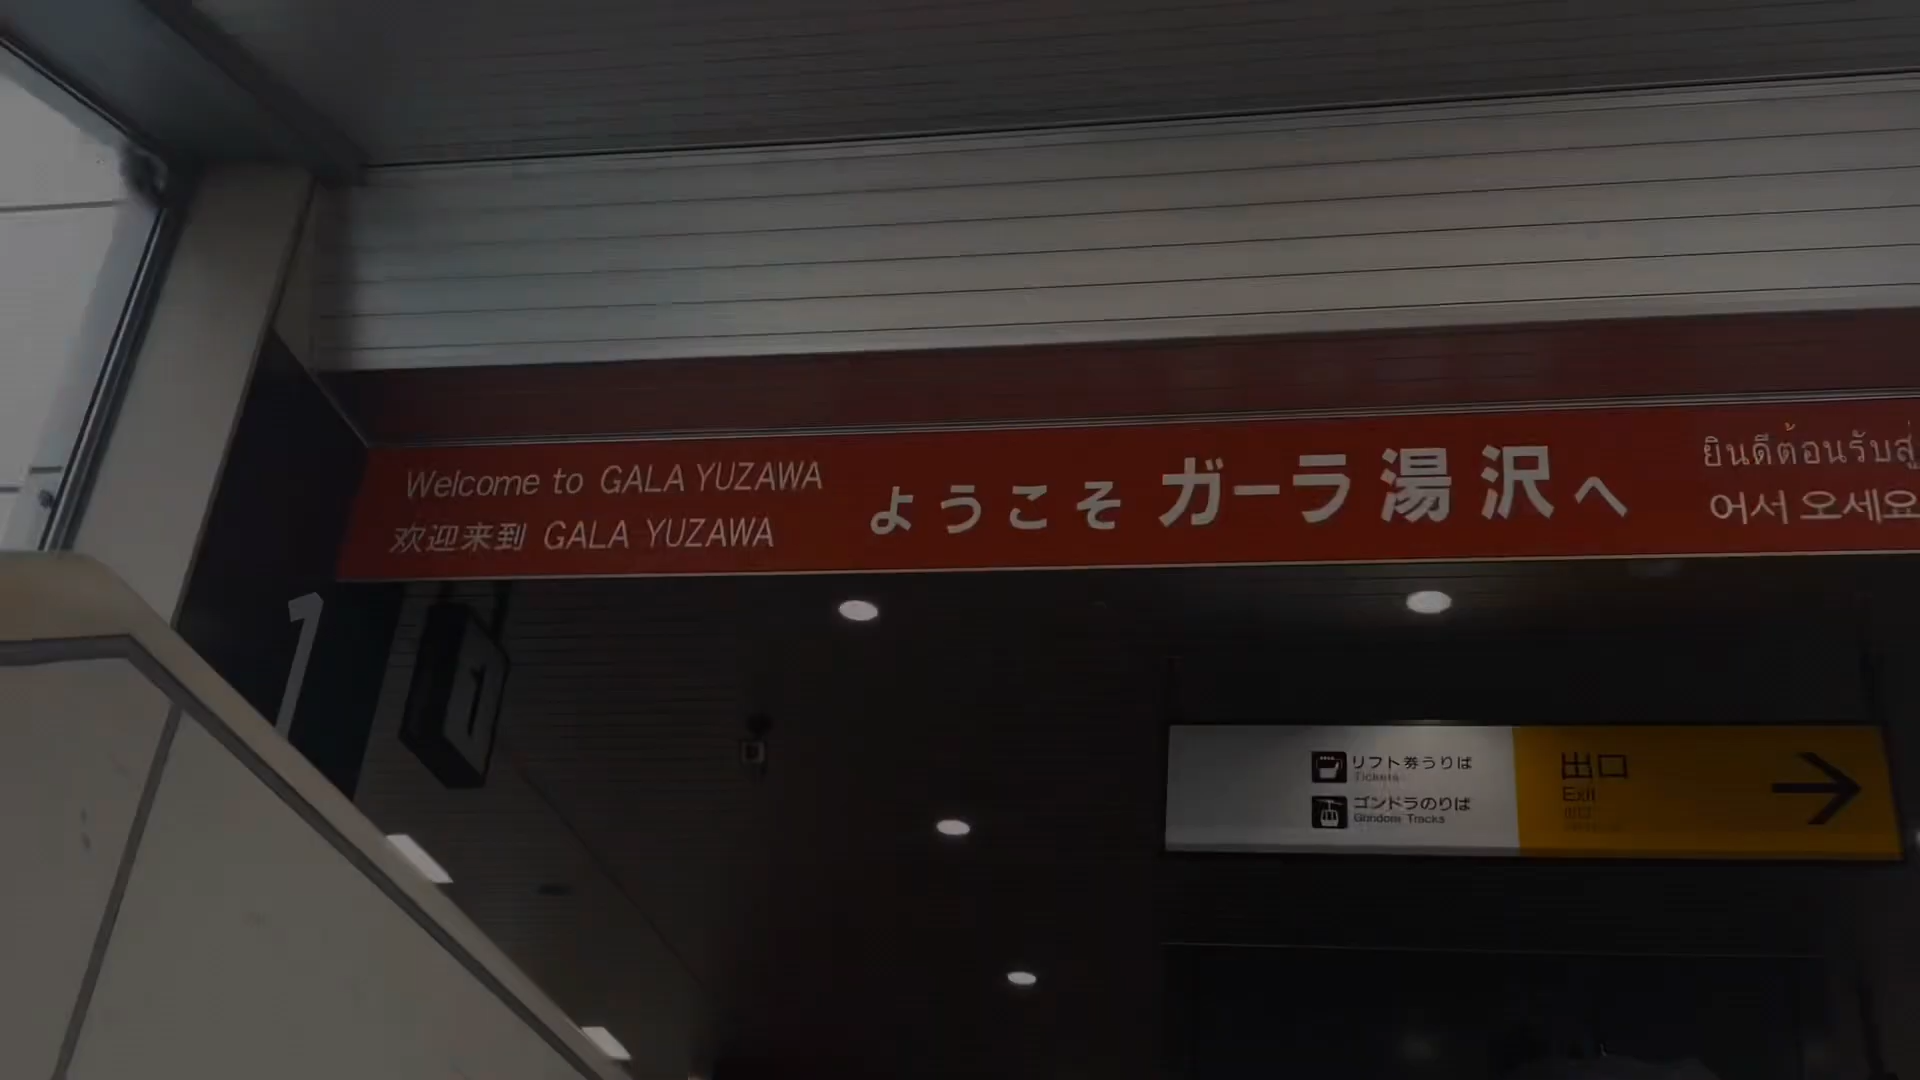 Welcome to GALA YUZAWA
欢迎来到 GALA YUZAWA
ようこそ ガーラ湯沢へ
ยินดีต้อนรับสู่
어서 오세요
1
1
リフト券うりば
Tickets
ゴンドラのりば
Gondora Tracks
出口
Exit